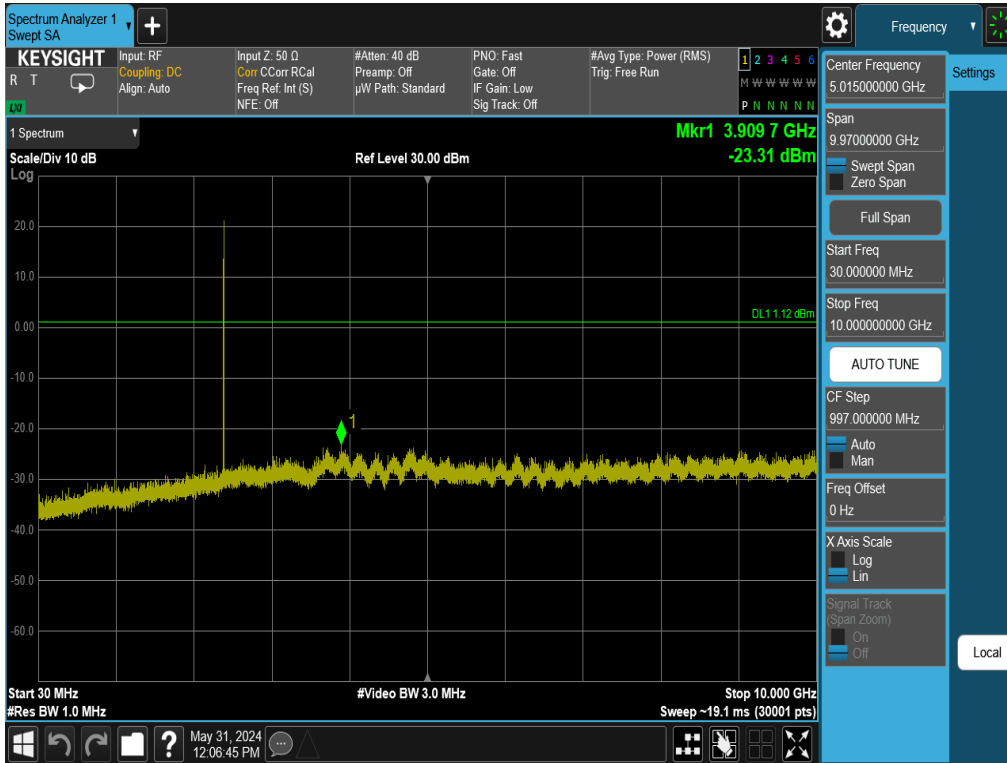 Spectrum Analyzer 1
Swept SA
Frequency
KEYSIGHT
R T
LXI
Input: RF
Coupling: DC
Align: Auto
Input Z: 50 Ω
Corr CCorr RCal
Freq Ref: Int (S)
NFE: Off
#Atten: 40 dB
Preamp: Off
µW Path: Standard
PNO: Fast
Gate: Off
IF Gain: Low
Sig Track: Off
#Avg Type: Power (RMS)
Trig: Free Run
1 2 3 4 5 6
M W W W W W
P N N N N N
1 Spectrum
Scale/Div 10 dB
Log
Ref Level 30.00 dBm
Mkr1 3.909 7 GHz
-23.31 dBm
20.0
10.0
DL1 1.12 dBm
0.00
-10.0
1
-20.0
-30.0
-40.0
-50.0
-60.0
Start 30 MHz
#Res BW 1.0 MHz
#Video BW 3.0 MHz
Stop 10.000 GHz
Sweep ~19.1 ms (30001 pts)
Center Frequency
5.015000000 GHz
Settings
Span
9.97000000 GHz
Swept Span
Zero Span
Full Span
Start Freq
30.000000 MHz
Stop Freq
10.000000000 GHz
AUTO TUNE
CF Step
997.000000 MHz
Auto
Man
Freq Offset
0 Hz
X Axis Scale
Log
Lin
Signal Track
(Span Zoom)
On
Off
Local
?
May 31, 2024
12:06:45 PM